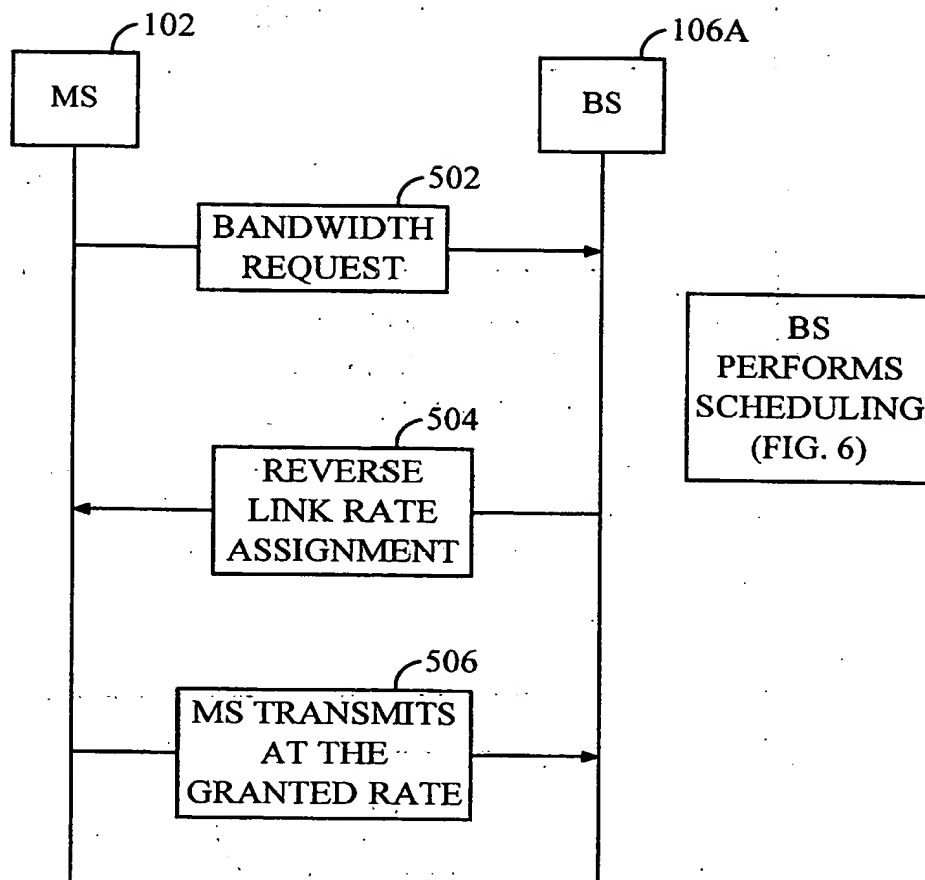 102
106A
MS
BS
502
BANDWIDTH
REQUEST
BS
PERFORMS
SCHEDULING
(FIG. 6)
504
REVERSE
LINK RATE
ASSIGNMENT
506
MS TRANSMITS
AT THE
GRANTED RATE